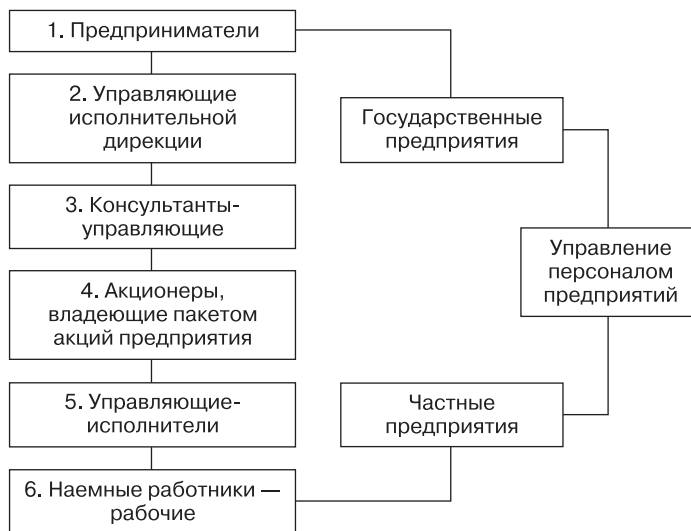 1. Предприниматели
2. Управляющие
исполнительной
дирекции
3. Консультанты-
управляющие
4. Акционеры,
владеющие пакетом
акций предприятия
5. Управляющие-
исполнители
6. Наемные работники —
рабочие
Государственные
предприятия
Частные
предприятия
Управление
персоналом
предприятий